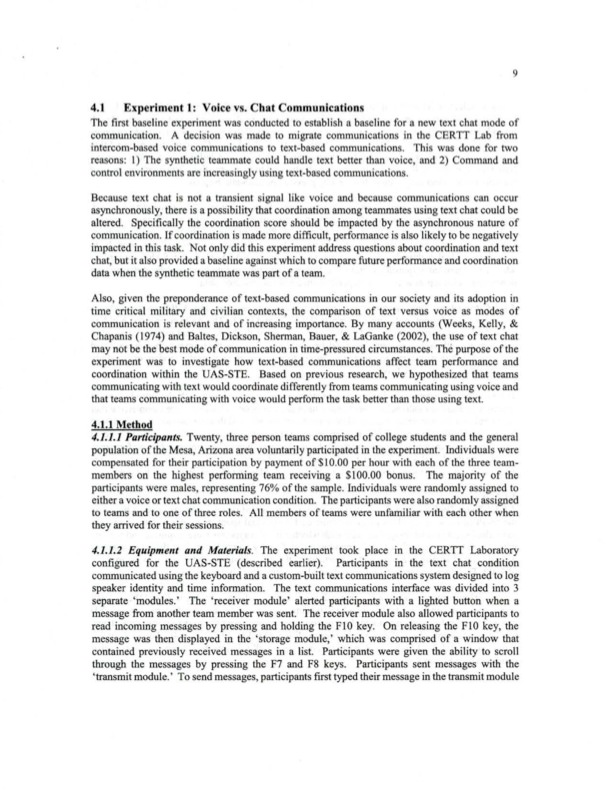 9
4.1 Experiment 1: Voice vs. Chat Communications
The first baseline experiment was conducted to establish a baseline for a new text chat mode of
communication. A decision was made to migrate communications in the CERTT Lab from
intercom-based voice communications to text-based communications. This was done for two
reasons: 1) The synthetic teammate could handle text better than voice, and 2) Command and
control environments are increasingly using text-based communications.
Because text chat is not a transient signal like voice and because communications can occur
asynchronously, there is a possibility that coordination among teammates using text chat could be
altered. Specifically the coordination score should be impacted by the asynchronous nature of
communication. If coordination is made more difficult, performance is also likely to be negatively
impacted in this task. Not only did this experiment address questions about coordination and text
chat, but it also provided a baseline against which to compare future performance and coordination
data when the synthetic teammate was part of a team.
Also, given the preponderance of text-based communications in our society and its adoption in
time critical military and civilian contexts, the comparison of text versus voice as modes of
communication is relevant and of increasing importance. By many accounts (Weeks, Kelly, &
Chapanis (1974) and Baltes, Dickson, Sherman, Bauer, & LaGanke (2002), the use of text chat
may not be the best mode of communication in time-pressured circumstances. The purpose of the
experiment was to investigate how text-based communications affect team performance and
coordination within the UAS-STE. Based on previous research, we hypothesized that teams
communicating with text would coordinate differently from teams communicating using voice and
that teams communicating with voice would perform the task better than those using text.
4.1.1 Method
4.1.1.1 Participants. Twenty, three person teams comprised of college students and the general
population of the Mesa, Arizona area voluntarily participated in the experiment. Individuals were
compensated for their participation by payment of $10.00 per hour with each of the three team-
members on the highest performing team receiving a $100.00 bonus. The majority of the
participants were males, representing 76% of the sample. Individuals were randomly assigned to
either a voice or text chat communication condition. The participants were also randomly assigned
to teams and to one of three roles. All members of teams were unfamiliar with each other when
they arrived for their sessions.
4.1.1.2 Equipment and Materials. The experiment took place in the CERTT Laboratory
configured for the UAS-STE (described earlier). Participants in the text chat condition
communicated using the keyboard and a custom-built text communications system designed to log
speaker identity and time information. The text communications interface was divided into 3
separate ‘modules.’ The ‘receiver module’ alerted participants with a lighted button when a
message from another team member was sent. The receiver module also allowed participants to
read incoming messages by pressing and holding the F10 key. On releasing the F10 key, the
message was then displayed in the ‘storage module,’ which was comprised of a window that
contained previously received messages in a list. Participants were given the ability to scroll
through the messages by pressing the F7 and F8 keys. Participants sent messages with the
‘transmit module.’ To send messages, participants first typed their message in the transmit module